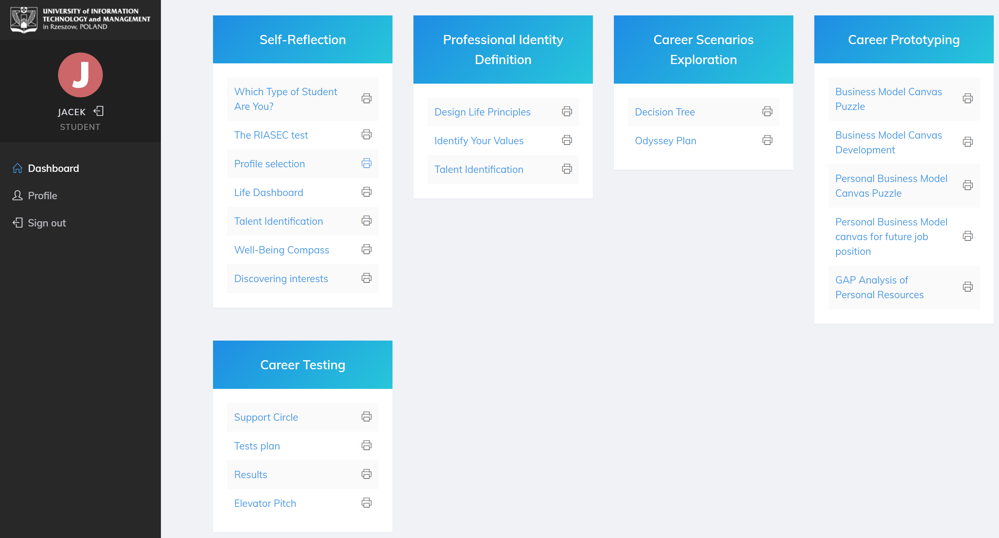 UNIVERSITY of INFORMATION
TECHNOLOGY and MANAGEMENT
in Rzeszow, POLAND
J
JACEK
STUDENT
Dashboard
Profile
Sign out
Self-Reflection
Which Type of Student
Are You?
The RIASEC test
Profile selection
Life Dashboard
Talent Identification
Well-Being Compass
Discovering interests
Professional Identity
Definition
Design Life Principles
Identify Your Values
Talent Identification
Career Scenarios
Exploration
Decision Tree
Odyssey Plan
Career Prototyping
Business Model Canvas
Puzzle
Business Model Canvas
Development
Personal Business Model
Canvas Puzzle
Personal Business Model
canvas for future job
position
GAP Analysis of
Personal Resources
Career Testing
Support Circle
Tests plan
Results
Elevator Pitch